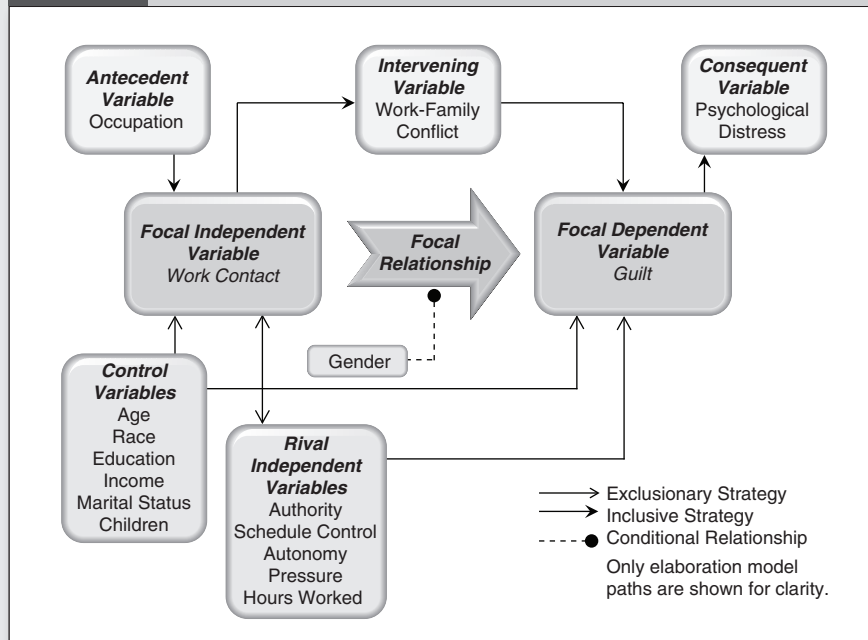 Antecedent
Variable
Occupation
Intervening
Variable
Work-Family
Conflict
Consequent
Variable
Psychological
Distress
Focal Independent
Variable
Work Contact
Focal
Relationship
Focal Dependent
Variable
Guilt
Gender
Control
Variables
Age
Race
Education
Income
Marital Status
Children
Rival
Independent
Variables
Authority
Schedule Control
Autonomy
Pressure
Hours Worked
Exclusionary Strategy
Inclusive Strategy
Conditional Relationship
Only elaboration model
paths are shown for clarity.